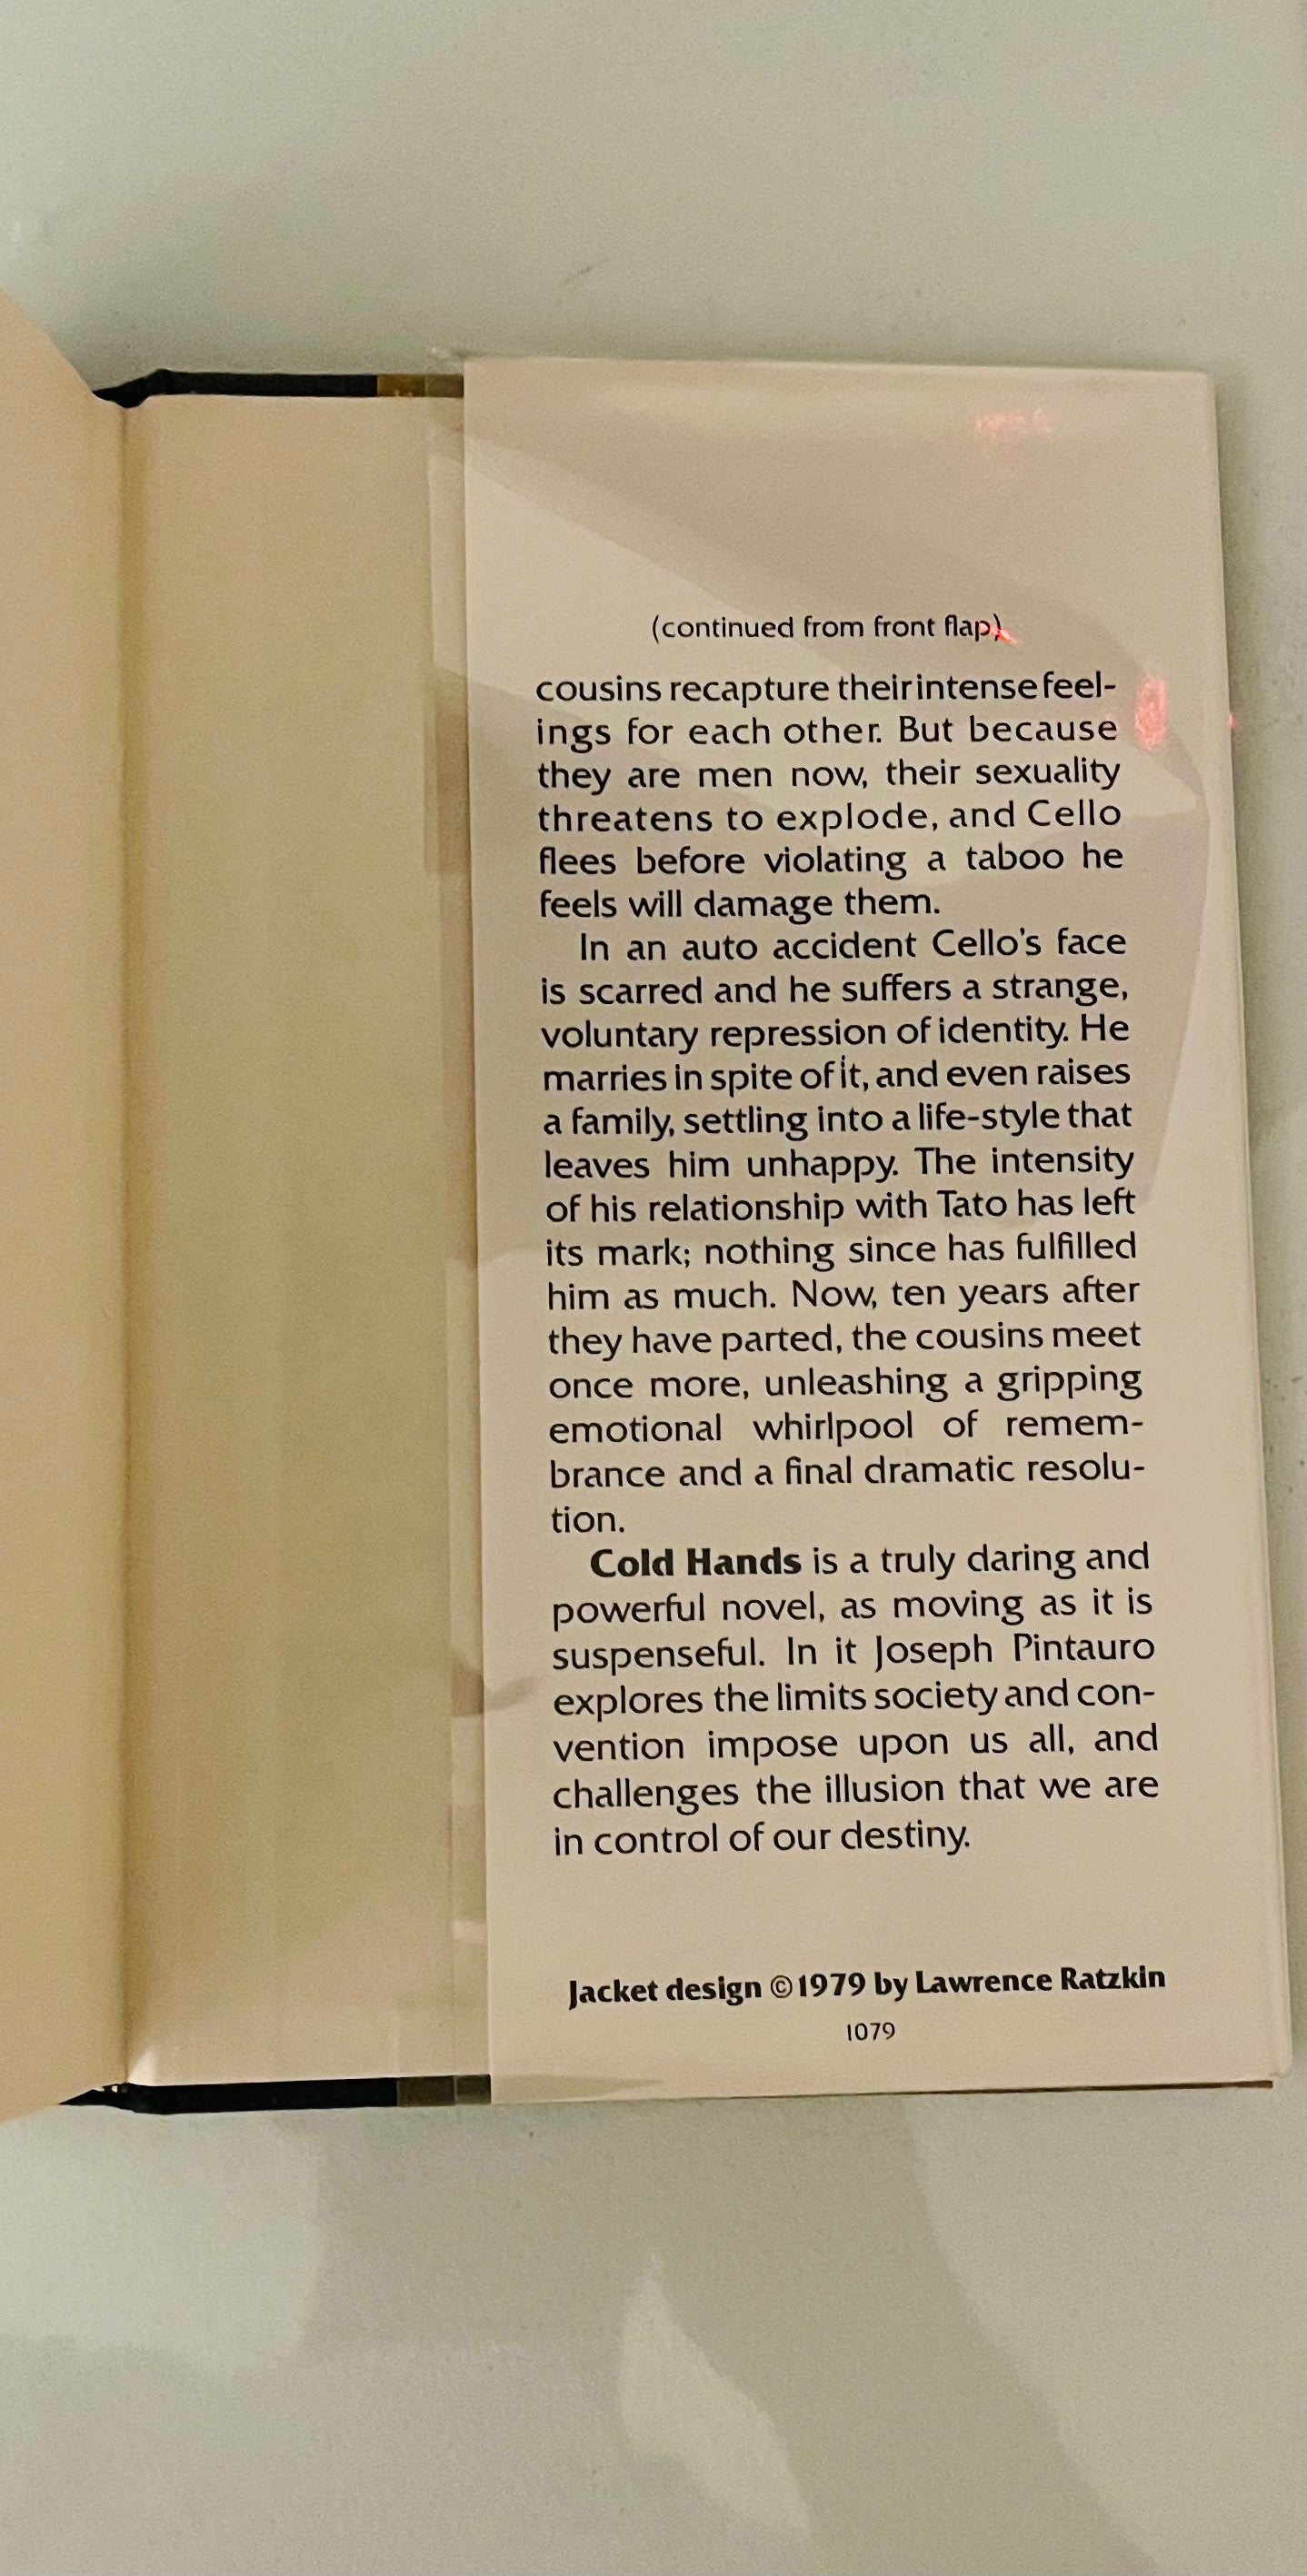 (continued from front flap)
cousins recapture their intense feel-
ings for each other. But because
they are men now, their sexuality
threatens to explode, and Cello
flees before violating a taboo he
feels will damage them.
In an auto accident Cello's face
is scarred and he suffers a strange,
voluntary repression of identity. He
marries in spite of it, and even raises
a family, settling into a life-style that
leaves him unhappy. The intensity
of his relationship with Tato has left
its mark; nothing since has fulfilled
him as much. Now, ten years after
they have parted, the cousins meet
once more, unleashing a gripping
emotional whirlpool of remem-
brance and a final dramatic resolu-
tion.
Cold Hands is a truly daring and
powerful novel, as moving as it is
suspenseful. In it Joseph Pintauro
explores the limits society and con-
vention impose upon us all, and
challenges the illusion that we are
in control of our destiny.
Jacket design ©1979 by Lawrence Ratzkin
1079